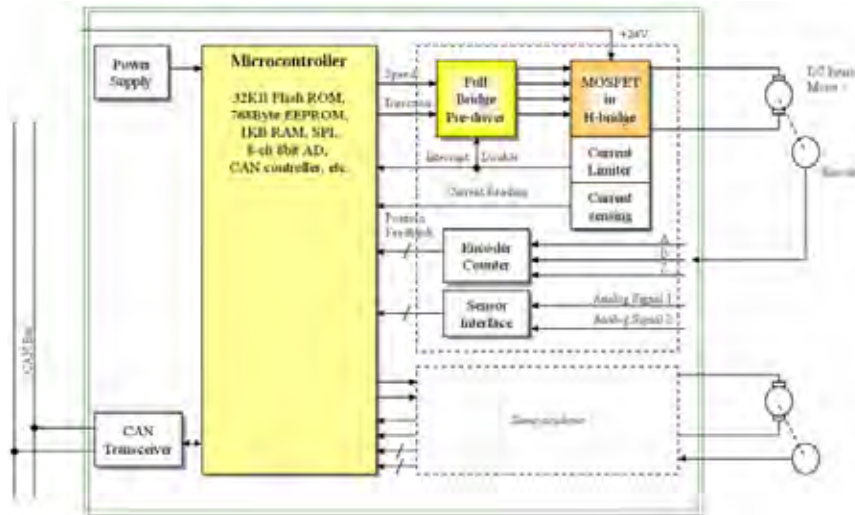 +24V
Power
Supply
Microcontroller
32KB Flash ROM,
768Byte EEPROM,
1KB RAM, SPI,
8-ch 8bit AD,
CAN controller, etc.
Speed
Direction
Full
Bridge
Pre-driver
MOSFET
in
H-bridge
Interrupt
Current
Limiter
Current Reading
Current
sensing
Position
Feedback
Encoder
Counter
A
Sensor
Interface
Analog Signal 1
Analog Signal 2
CAN Bus
CAN
Transceiver
Encoder